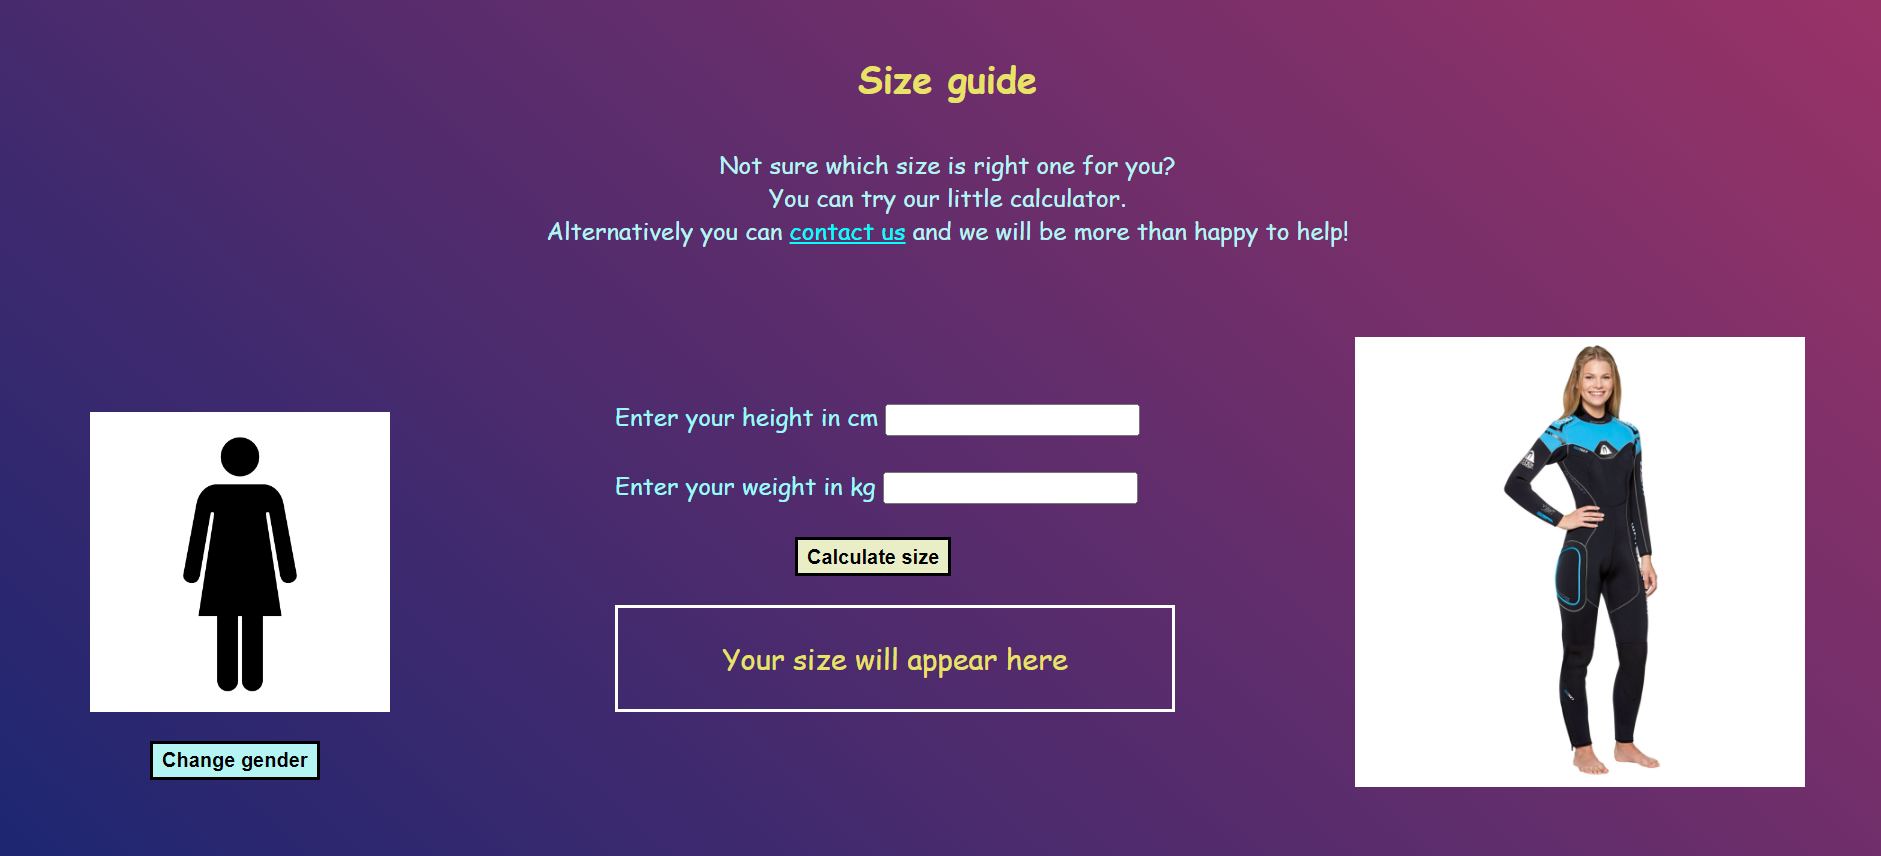 Size guide
Not sure which size is right one for you?
You can try our little calculator.
Alternatively you can contact us and we will be more than happy to help!
Enter your height in cm
Enter your weight in kg
Calculate size
Your size will appear here
Change gender